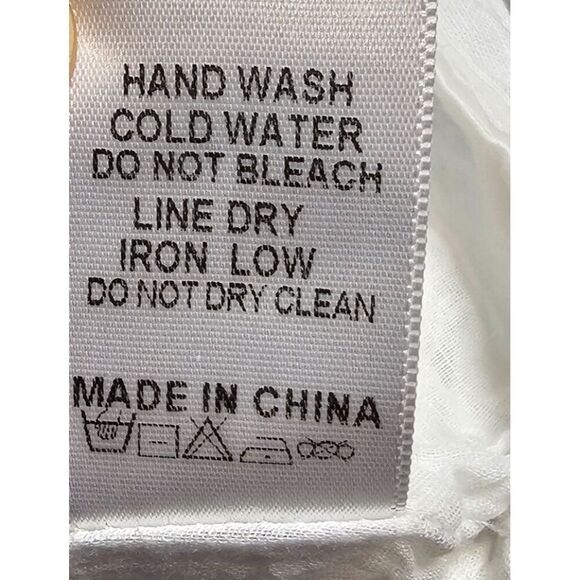 HAND WASH
COLD WATER
DO NOT BLEACH
LINE DRY
IRON LOW
DO NOT DRY CLEAN
MADE IN CHINA